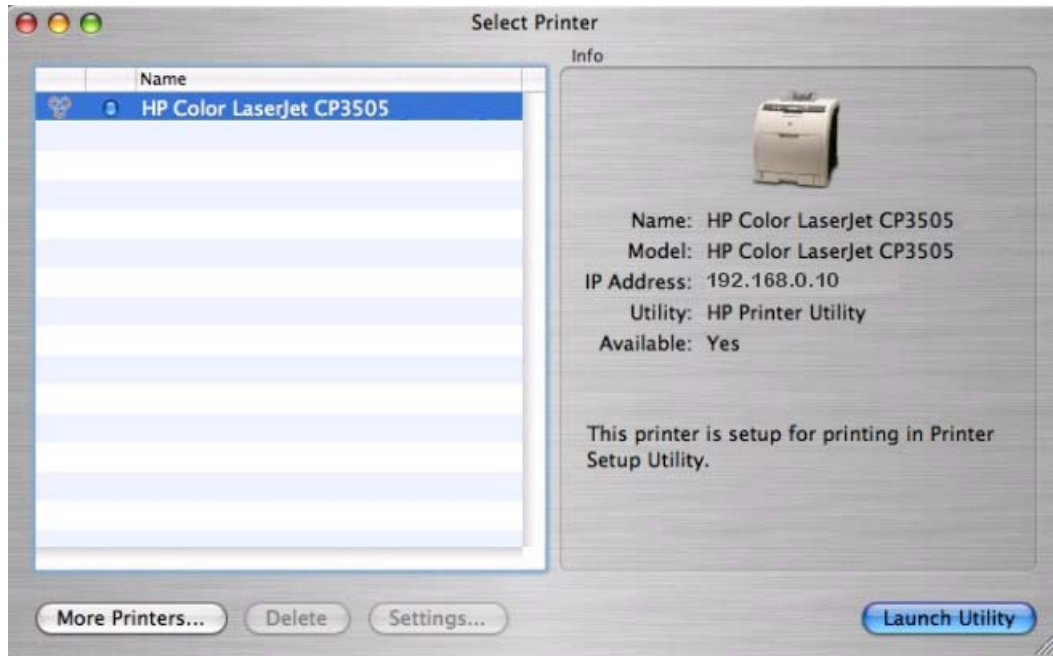 Select Printer
Name
HP Color LaserJet CP3505
Info
Name: HP Color LaserJet CP3505
Model: HP Color LaserJet CP3505
IP Address: 192.168.0.10
Utility: HP Printer Utility
Available: Yes
This printer is setup for printing in Printer
Setup Utility.
More Printers...
Delete
Settings...
Launch Utility